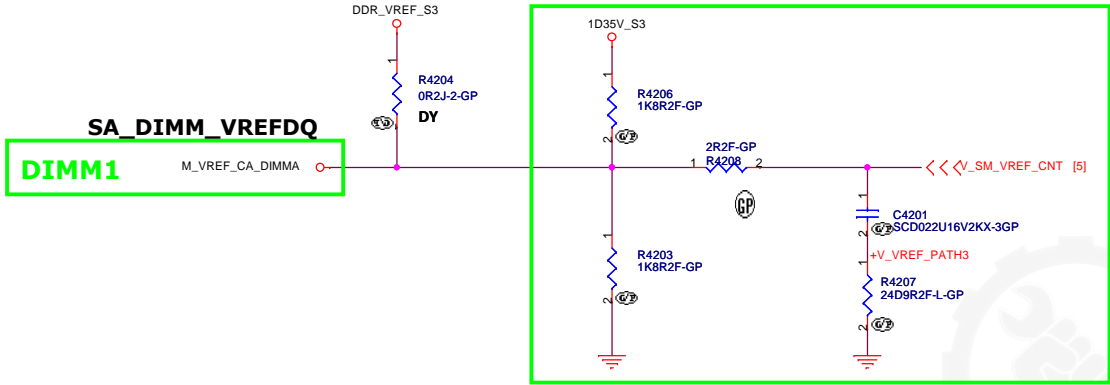 DDR_VREF_S3
1D35V_S3
1
R4204
0R2J-2-GP
DY
1
R4206
1K8R2F-GP
2
G/P
SA_DIMM_VREFDQ
DIMM1
M_VREF_CA_DIMMA
2R2F-GP
1
R4208
2
V_SM_VREF_CNT [5]
GP
1
C4201
SCD022U16V2KX-3GP
2
G/P
1
R4203
1K8R2F-GP
2
G/P
+V_VREF_PATH3
1
R4207
24D9R2F-L-GP
2
G/P